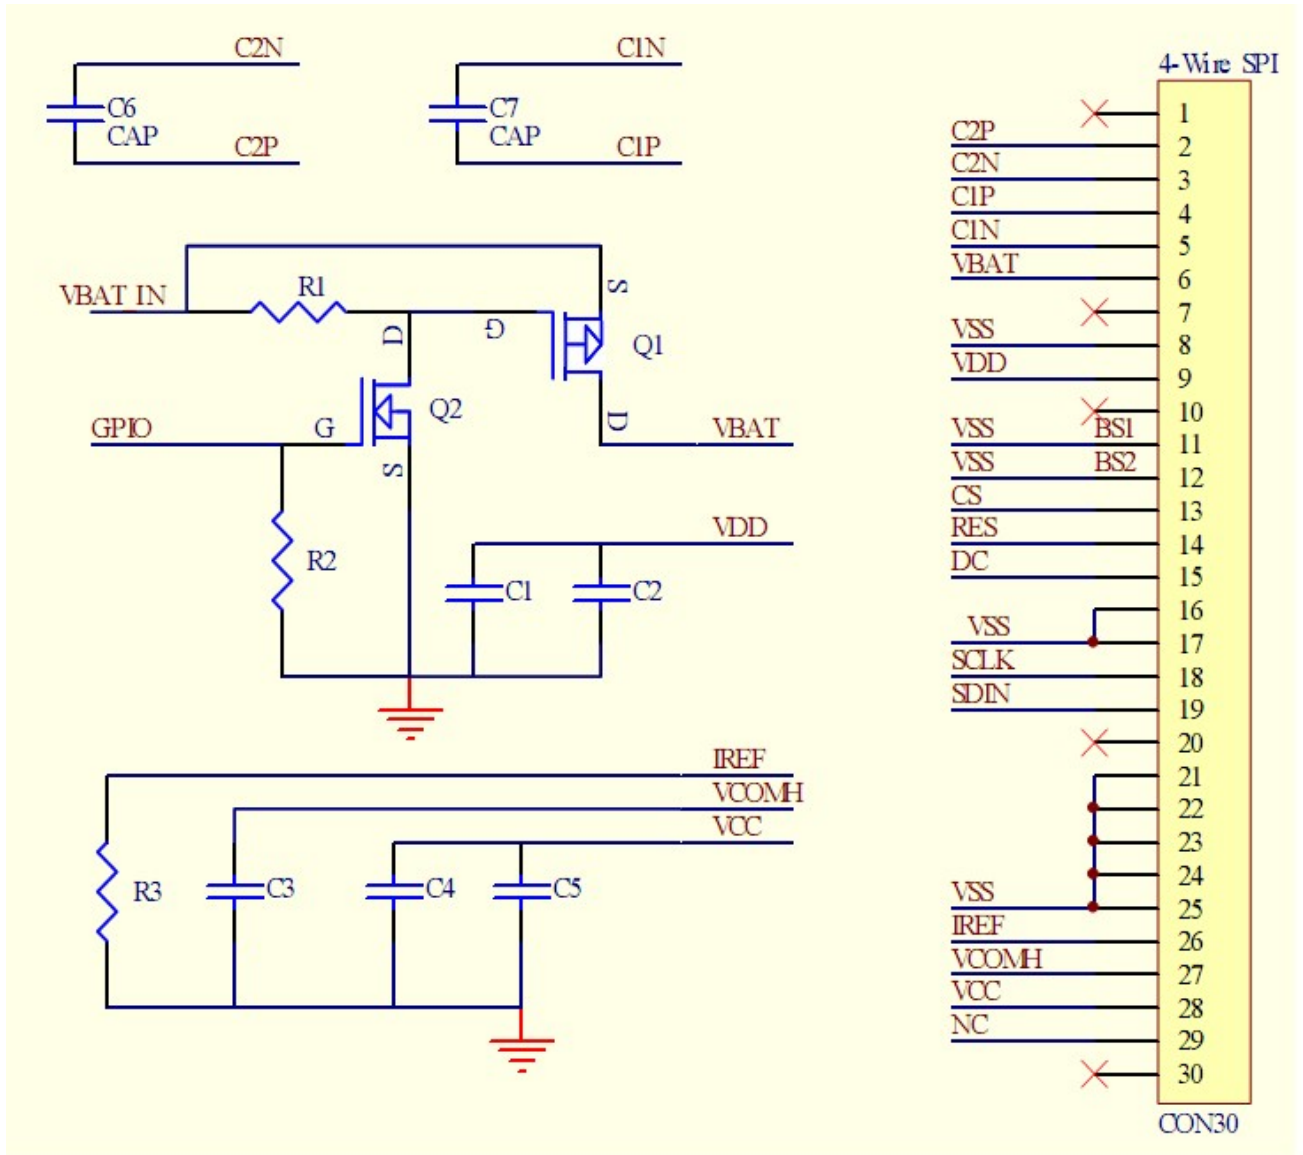 C2N
C6
CAP
C2P
C1N
C7
CAP
C1P
VBAT IN
R1
S
D
G
Q1
Q2
GPIO
G
S
D
VBAT
R2
VDD
C1
C2
IREF
VCOMH
VCC
R3
C3
C4
C5
4-Wire SPI
1
C2P 2
C2N 3
C1P 4
C1N 5
VBAT 6
7
VSS 8
VDD 9
10
VSS BS1 11
VSS BS2 12
CS 13
RES 14
DC 15
16
VSS 17
SCLK 18
SDIN 19
20
21
22
23
24
VSS 25
IREF 26
VCOMH 27
VCC 28
NC 29
30
CON30